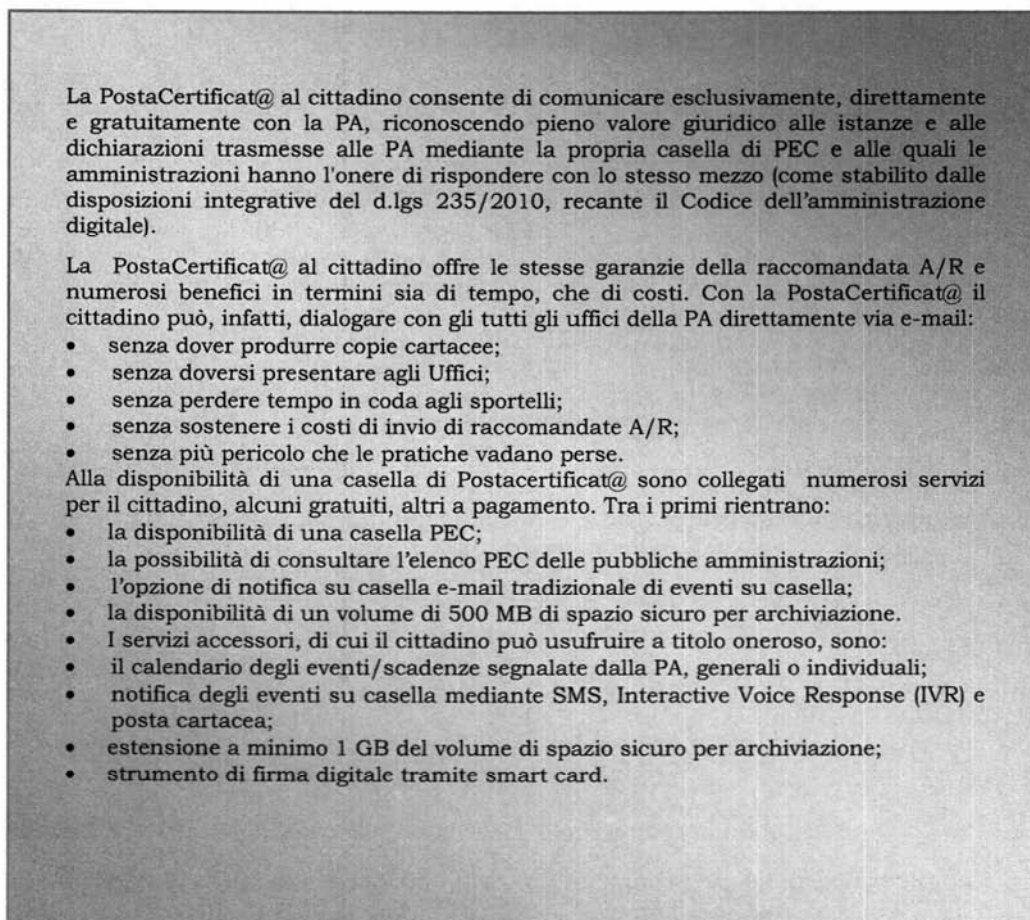 La PostaCertificat@ al cittadino consente di comunicare esclusivamente, direttamente
e gratuitamente con la PA, riconoscendo pieno valore giuridico alle istanze e alle
dichiarazioni trasmesse alle PA mediante la propria casella di PEC e alle quali le
amministrazioni hanno l'onere di rispondere con lo stesso mezzo (come stabilito dalle
disposizioni integrative del d.lgs 235/2010, recante il Codice dell'amministrazione
digitale).
La PostaCertificat@ al cittadino offre le stesse garanzie della raccomandata A/R e
numerosi benefici in termini sia di tempo, che di costi. Con la PostaCertificat@ il
cittadino può, infatti, dialogare con gli tutti gli uffici della PA direttamente via e-mail:
• senza dover produrre copie cartacee;
• senza doversi presentare agli Uffici;
• senza perdere tempo in coda agli sportelli;
• senza sostenere i costi di invio di raccomandate A/R;
• senza più pericolo che le pratiche vadano perse.
Alla disponibilità di una casella di Postacertificat@ sono collegati numerosi servizi
per il cittadino, alcuni gratuiti, altri a pagamento. Tra i primi rientrano:
• la disponibilità di una casella PEC;
• la possibilità di consultare l'elenco PEC delle pubbliche amministrazioni;
• l'opzione di notifica su casella e-mail tradizionale di eventi su casella;
• la disponibilità di un volume di 500 MB di spazio sicuro per archiviazione.
• I servizi accessori, di cui il cittadino può usufruire a titolo oneroso, sono:
• il calendario degli eventi/scadenze segnalate dalla PA, generali o individuali;
• notifica degli eventi su casella mediante SMS, Interactive Voice Response (IVR) e
posta cartacea;
• estensione a minimo 1 GB del volume di spazio sicuro per archiviazione;
• strumento di firma digitale tramite smart card.